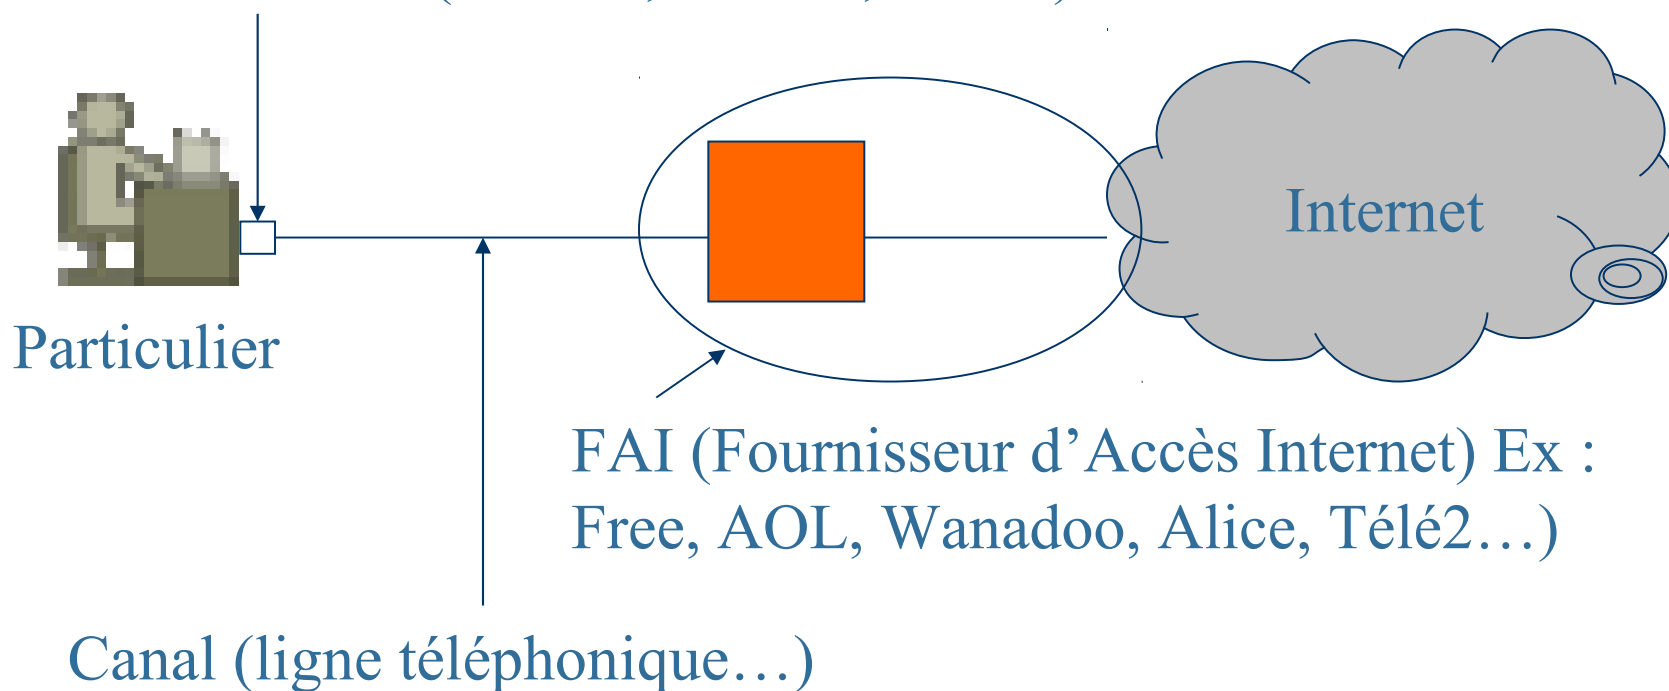 Internet
Particulier
FAI (Fournisseur d’Accès Internet) Ex :
Free, AOL, Wanadoo, Alice, Télé2…)
Canal (ligne téléphonique…)